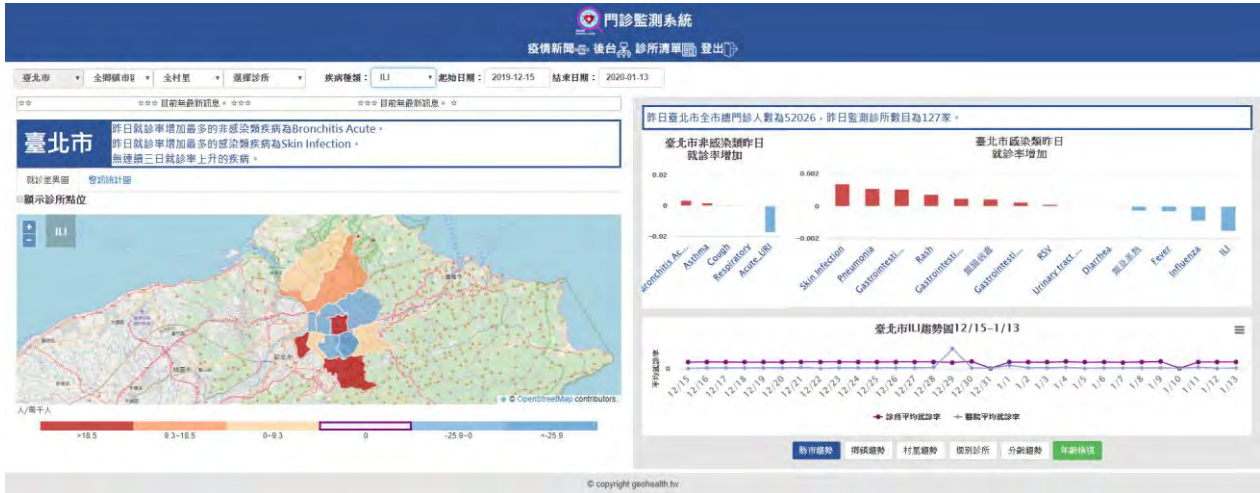 門診監測系統
疫情新聞 後台 診所清單 登出
臺北市 全鄉鎮市區 全村里 選擇診所 疾病種類： ILI 起始日期： 2019-12-15 結束日期： 2020-01-13
☆☆ ☆☆☆ 目前無最新訊息。☆☆☆ ☆☆☆ 目前無最新訊息。☆
臺北市
昨日就診率增加最多的非感染類疾病為Bronchitis Acute。
昨日就診率增加最多的感染類疾病為Skin Infection。
無連續三日就診率上升的疾病。
就診差異圖 警訊統計圖
顯示診所點位
+
−
ILI
© OpenStreetMap contributors.
人/萬千人
>18.5 9.3~18.5 0~9.3 0 -25.9~0 <-25.9
昨日臺北市全市總門診人數為52026，昨日監測診所數目為127家。
臺北市非感染類昨日
就診率增加
0.02
0
-0.02
Bronchitis Ac...
Asthma
Cough
Respiratory
Acute_URI
臺北市感染類昨日
就診率增加
0.002
0
-0.002
Skin Infection
Pneumonia
Gastrointesti...
Rash
Gastrointesti...
Gastrointesti...
RSV
Urinary tract...
Diarrhea
Fever
Influenza
ILI
臺北市ILI趨勢圖12/15-1/13
平均就診率
0
12/15 12/16 12/17 12/18 12/19 12/20 12/21 12/22 12/23 12/24 12/25 12/26 12/27 12/28 12/29 12/30 12/31 1/1 1/2 1/3 1/4 1/5 1/6 1/7 1/8 1/9 1/10 1/11 1/12 1/13
診所平均就診率 醫院平均就診率
縣市趨勢 鄉鎮趨勢 村里趨勢 個別診所 分齡趨勢 年齡檢視
© copyright geohealth.tw